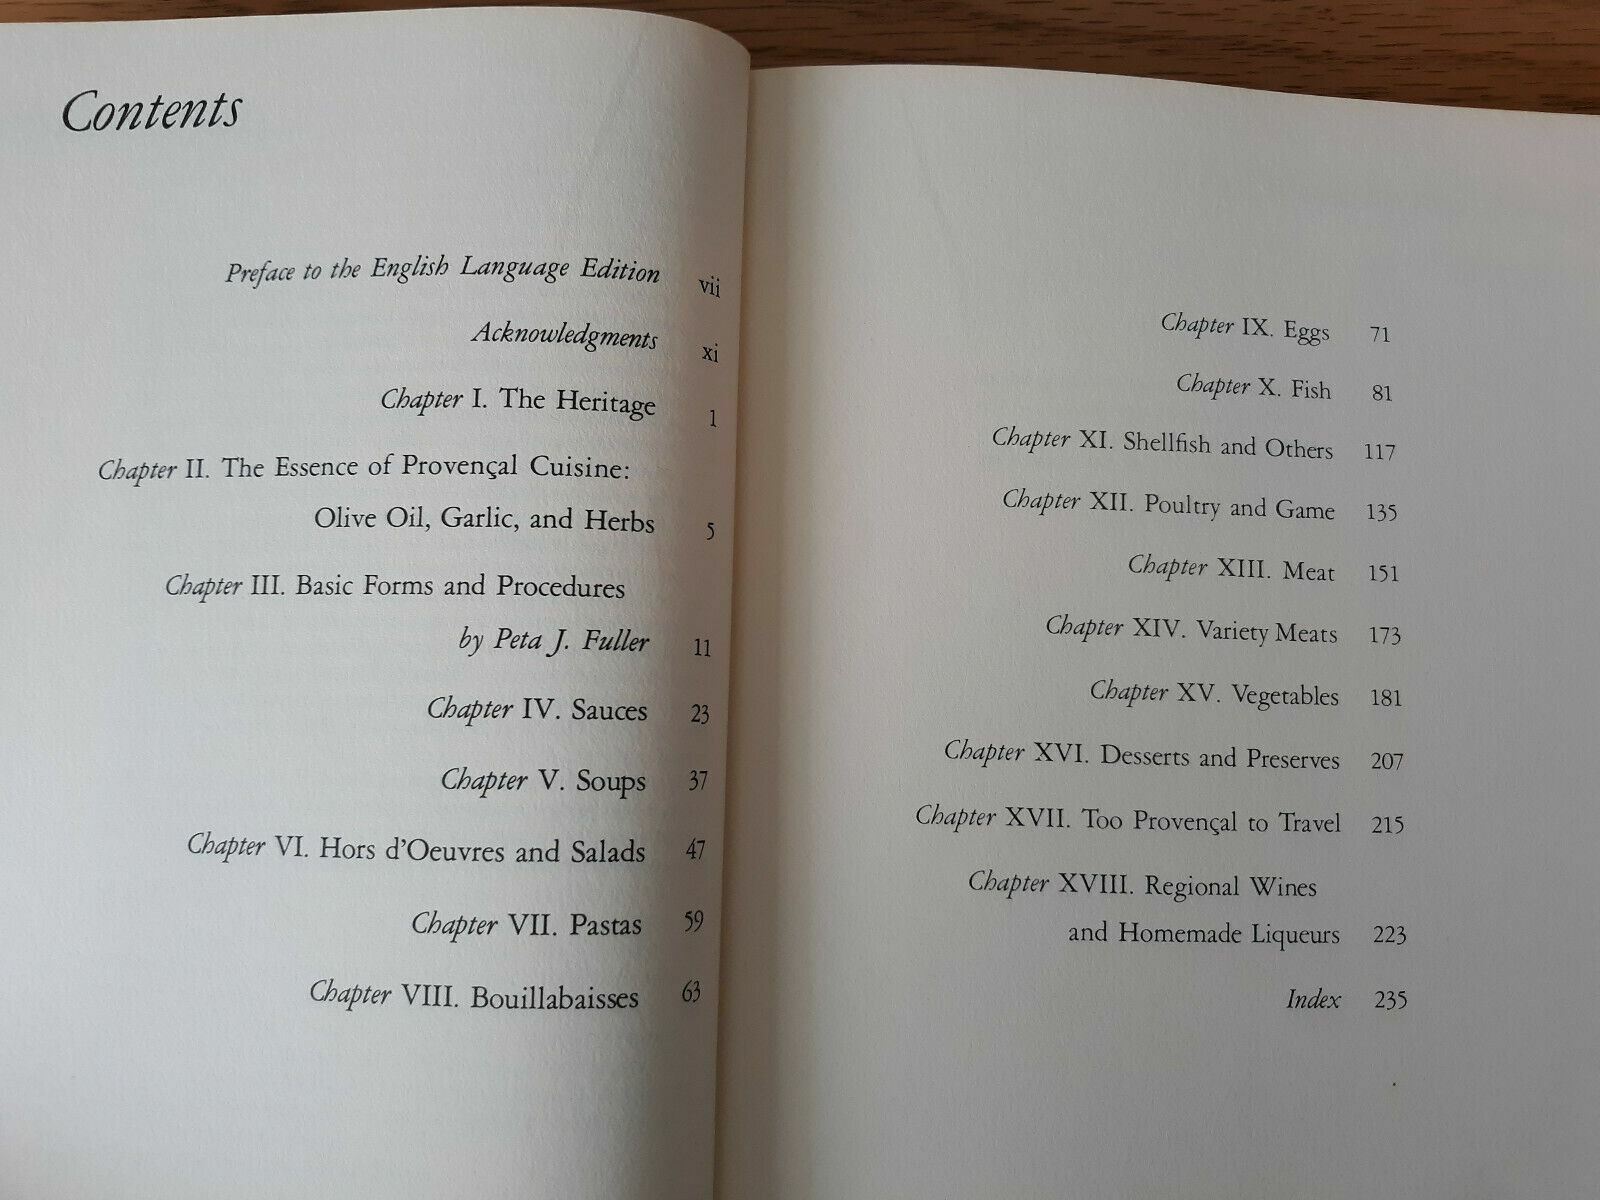 Contents
Preface to the English Language Edition vii
Acknowledgments xi
Chapter I. The Heritage 1
Chapter II. The Essence of Provençal Cuisine:
Olive Oil, Garlic, and Herbs 5
Chapter III. Basic Forms and Procedures
by Peta J. Fuller 11
Chapter IV. Sauces 23
Chapter V. Soups 37
Chapter VI. Hors d'Oeuvres and Salads 47
Chapter VII. Pastas 59
Chapter VIII. Bouillabaisses 63
Chapter IX. Eggs 71
Chapter X. Fish 81
Chapter XI. Shellfish and Others 117
Chapter XII. Poultry and Game 135
Chapter XIII. Meat 151
Chapter XIV. Variety Meats 173
Chapter XV. Vegetables 181
Chapter XVI. Desserts and Preserves 207
Chapter XVII. Too Provençal to Travel 215
Chapter XVIII. Regional Wines
and Homemade Liqueurs 223
Index 235